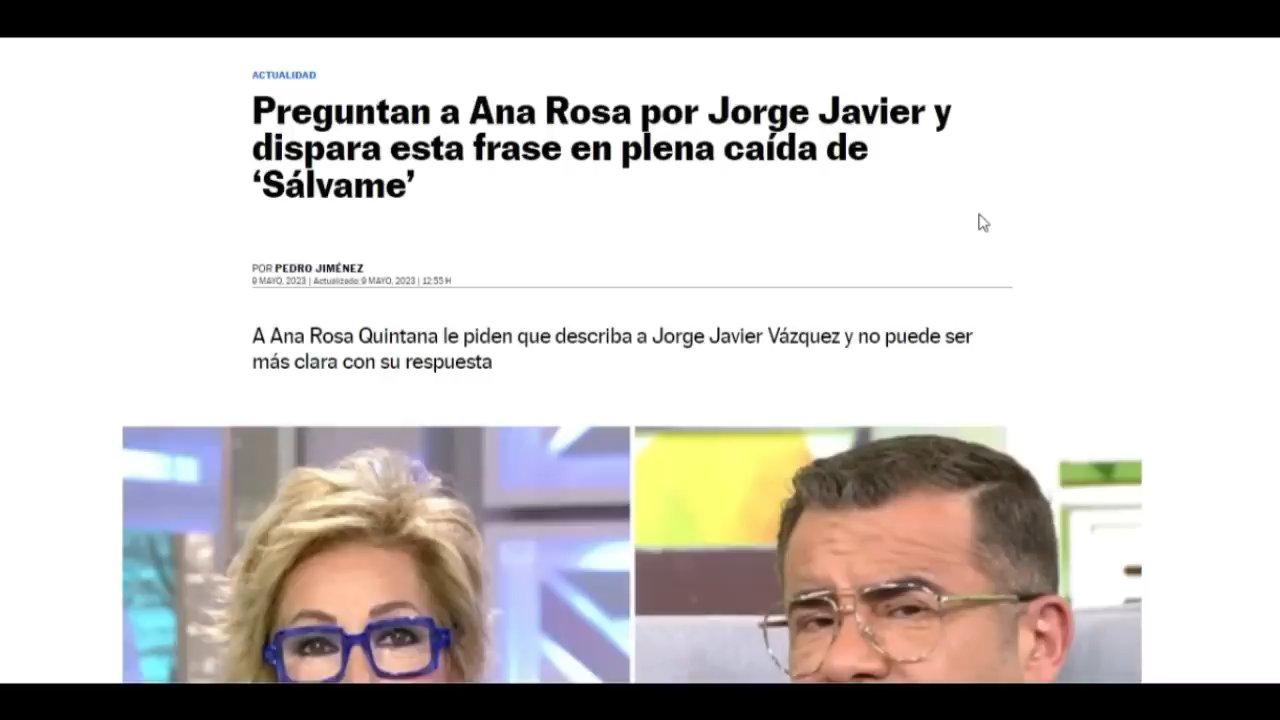 ACTUALIDAD
Preguntan a Ana Rosa por Jorge Javier y
dispara esta frase en plena caída de
‘Sálvame’
POR PEDRO JIMÉNEZ
9 MAYO, 2023 | Actualizado: 9 MAYO, 2023 | 12:55 H
A Ana Rosa Quintana le piden que describa a Jorge Javier Vázquez y no puede ser
más clara con su respuesta